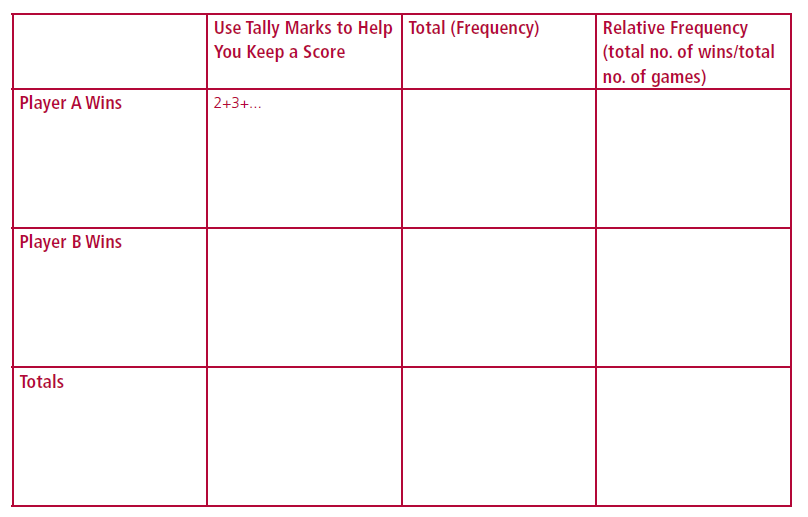 Use Tally Marks to Help
You Keep a Score
Total (Frequency)
Relative Frequency
(total no. of wins/total
no. of games)
Player A Wins
2+3+...
Player B Wins
Totals